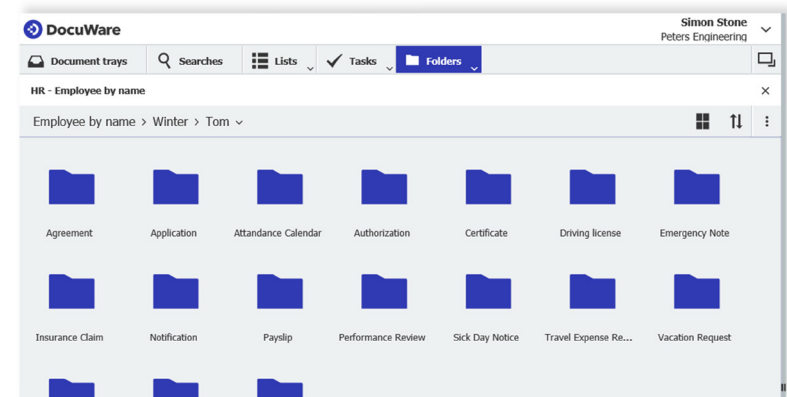 DocuWare
Simon Stone
Peters Engineering
Document trays Searches Lists Tasks Folders
HR - Employee by name
Employee by name > Winter > Tom
Agreement Application Attandance Calendar Authorization Certificate Driving license Emergency Note
Insurance Claim Notification Payslip Performance Review Sick Day Notice Travel Expense Re... Vacation Request